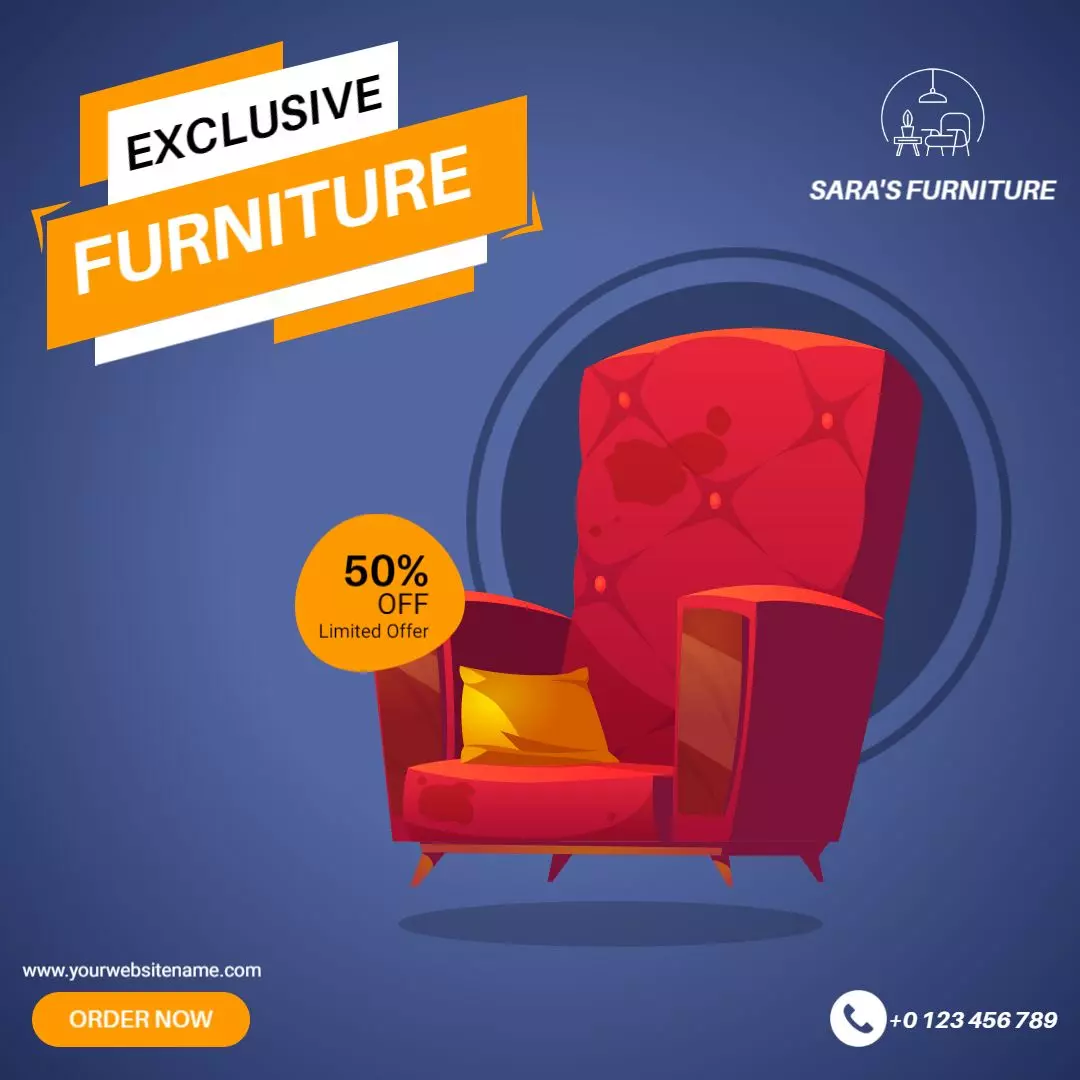 EXCLUSIVE
FURNITURE
SARA'S FURNITURE
50%
OFF
Limited Offer
www.yourwebsitename.com
ORDER NOW
+0 123 456 789